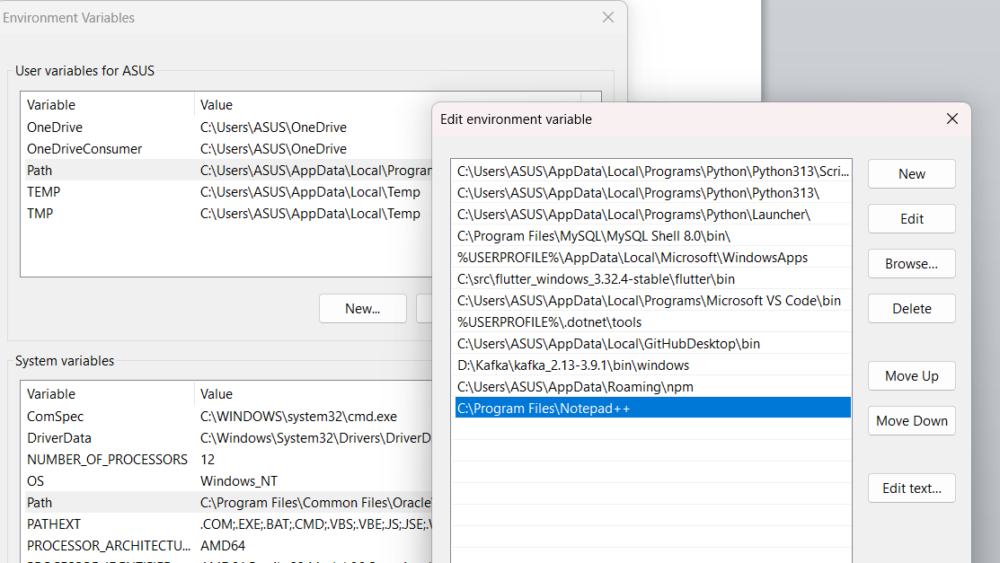 Environment Variables
User variables for ASUS
Variable Value
OneDrive C:\Users\ASUS\OneDrive
OneDriveConsumer C:\Users\ASUS\OneDrive
Path C:\Users\ASUS\AppData\Local\Program
TEMP C:\Users\ASUS\AppData\Local\Temp
TMP C:\Users\ASUS\AppData\Local\Temp
New...
System variables
Variable Value
ComSpec C:\WINDOWS\system32\cmd.exe
DriverData C:\Windows\System32\Drivers\DriverD
NUMBER_OF_PROCESSORS 12
OS Windows_NT
Path C:\Program Files\Common Files\Oracle
PATHEXT .COM;.EXE;.BAT;.CMD;.VBS;.VBE;.JS;.JSE;.
PROCESSOR_ARCHITECTU... AMD64
Edit environment variable
C:\Users\ASUS\AppData\Local\Programs\Python\Python313\Scri...
C:\Users\ASUS\AppData\Local\Programs\Python\Python313\
C:\Users\ASUS\AppData\Local\Programs\Python\Launcher\
C:\Program Files\MySQL\MySQL Shell 8.0\bin\
%USERPROFILE%\AppData\Local\Microsoft\WindowsApps
C:\src\flutter_windows_3.32.4-stable\flutter\bin
C:\Users\ASUS\AppData\Local\Programs\Microsoft VS Code\bin
%USERPROFILE%\.dotnet\tools
C:\Users\ASUS\AppData\Local\GitHubDesktop\bin
D:\Kafka\kafka_2.13-3.9.1\bin\windows
C:\Users\ASUS\AppData\Roaming\npm
C:\Program Files\Notepad++
New
Edit
Browse...
Delete
Move Up
Move Down
Edit text...